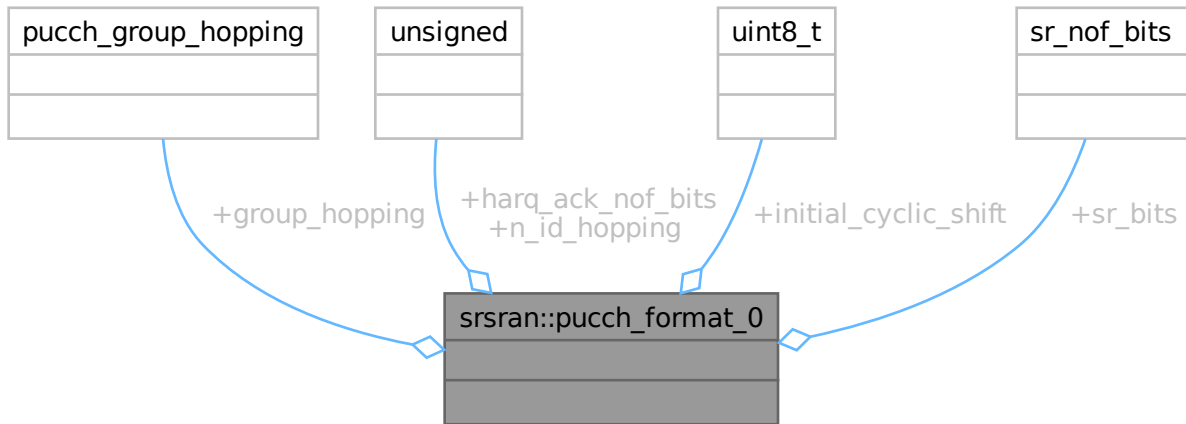 pucch_group_hopping
unsigned
uint8_t
sr_nof_bits
+group_hopping
+harq_ack_nof_bits
+n_id_hopping
+initial_cyclic_shift
+sr_bits
srsran::pucch_format_0